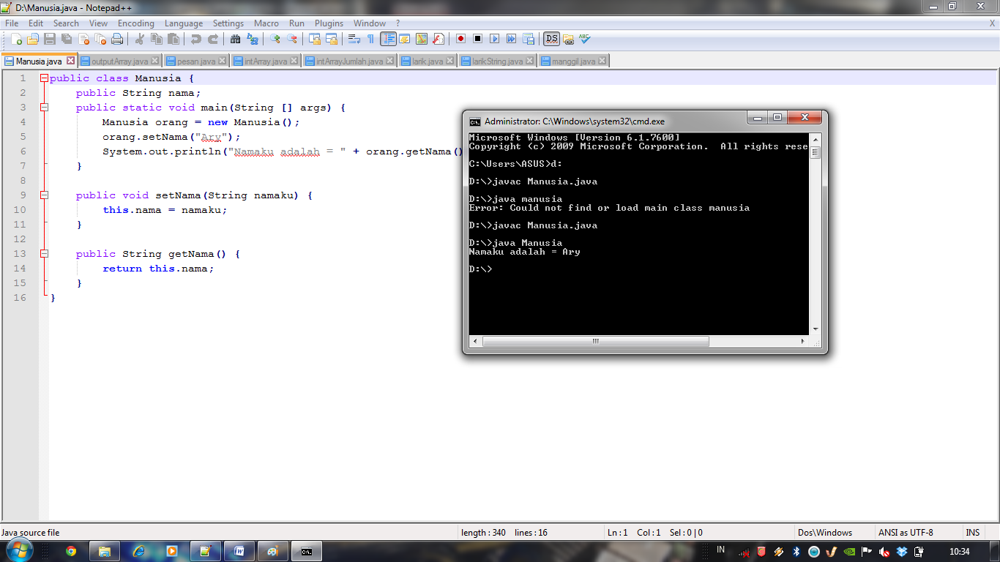 D:\Manusia.java - Notepad++
File Edit Search View Encoding Language Settings Macro Run Plugins Window ? X
Manusia.java outputArray.java pesan.java intArray.java intArrayJumlah.java larik.java larikString.java manggil.java
1 public class Manusia {
2 public String nama;
3 public static void main(String [] args) {
4 Manusia orang = new Manusia();
5 orang.setNama("Ary");
6 System.out.println("Namaku adalah = " + orang.getNama()
7 }
8
9 public void setNama(String namaku) {
10 this.nama = namaku;
11 }
12
13 public String getNama() {
14 return this.nama;
15 }
16 }
Administrator: C:\Windows\system32\cmd.exe
Microsoft Windows [Version 6.1.7600]
Copyright (c) 2009 Microsoft Corporation. All rights rese
C:\Users\ASUS>d:
D:\>javac Manusia.java
D:\>java manusia
Error: Could not find or load main class manusia
D:\>javac Manusia.java
D:\>java Manusia
Namaku adalah = Ary
D:\>
Java source file length : 340 lines : 16 Ln : 1 Col : 1 Sel : 0 | 0 Dos\Windows ANSI as UTF-8 INS
IN 10:34